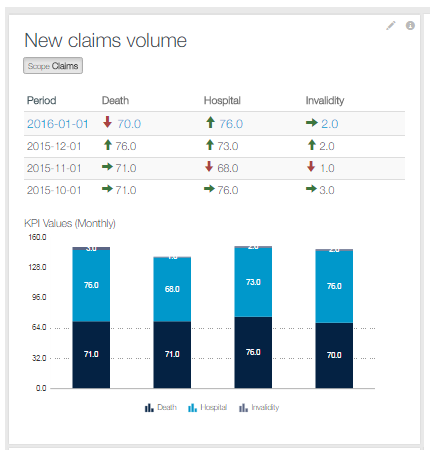 New claims volume
Scope Claims
Period Death Hospital Invalidity
2016-01-01 70.0 76.0 2.0
2015-12-01 76.0 73.0 2.0
2015-11-01 71.0 68.0 1.0
2015-10-01 71.0 76.0 3.0
KPI Values (Monthly)
160.0
128.0
96.0
64.0
32.0
0.0
3.0 1.0 2.0 2.0
76.0 68.0 73.0 76.0
71.0 71.0 76.0 70.0
Death Hospital Invalidity